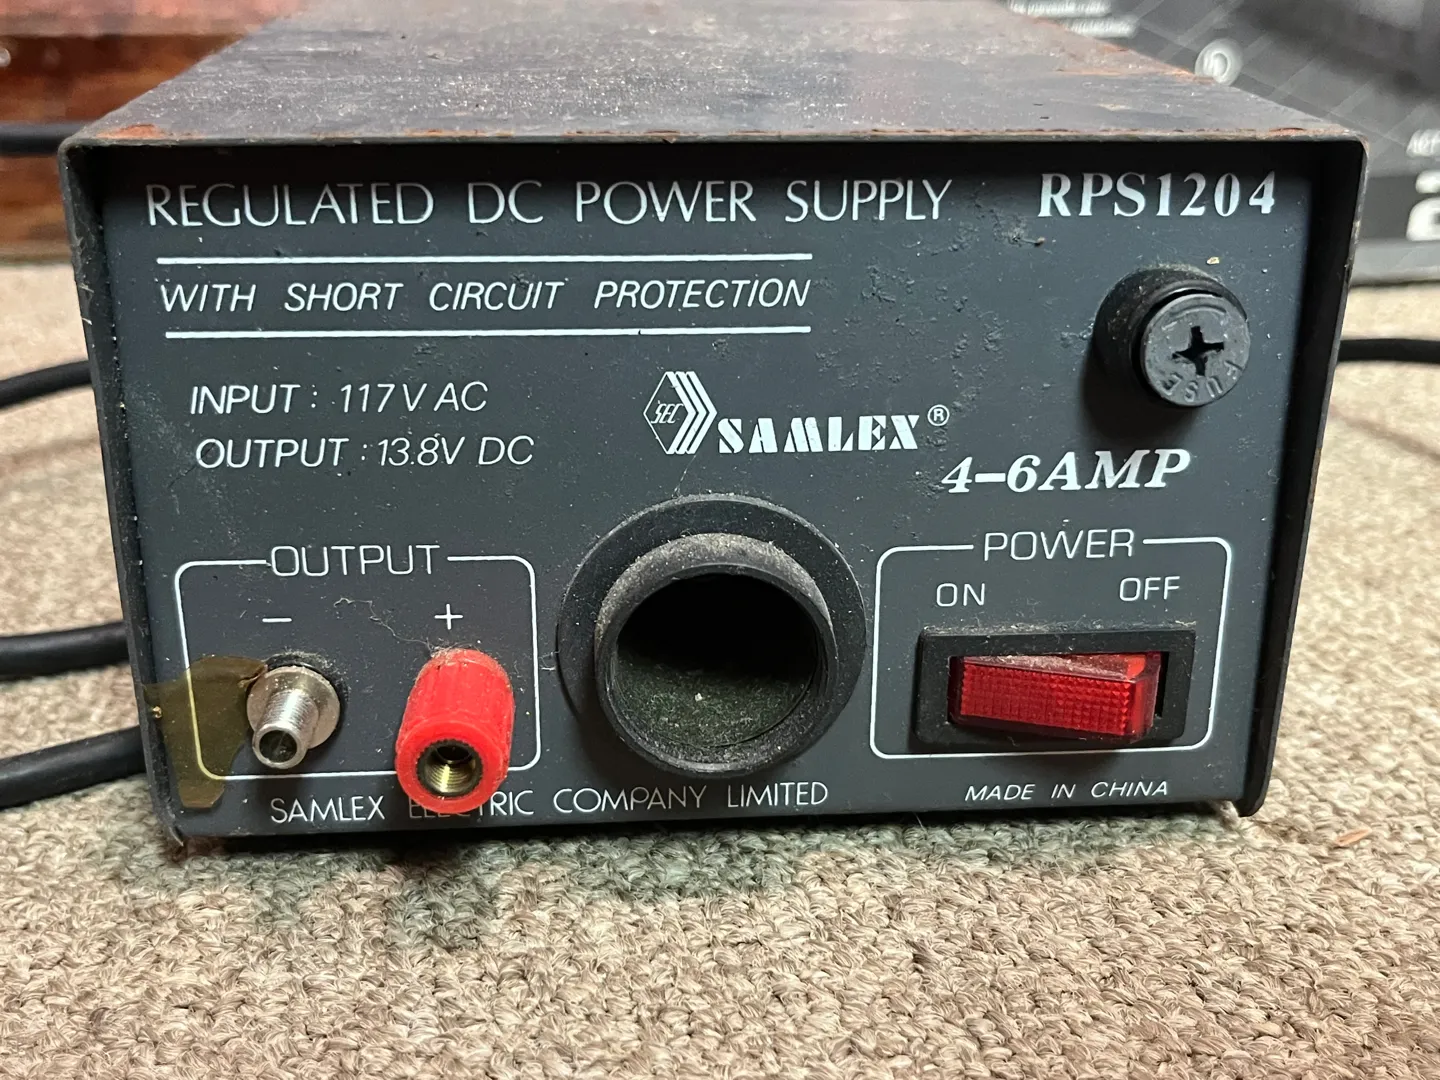 REGULATED DC POWER SUPPLY RPS1204
WITH SHORT CIRCUIT PROTECTION
INPUT : 117V AC
OUTPUT : 13.8V DC
SEC SAMLEX®
FUSE
4-6AMP
OUTPUT
POWER
ON OFF
− +
SAMLEX ELECTRIC COMPANY LIMITED
MADE IN CHINA